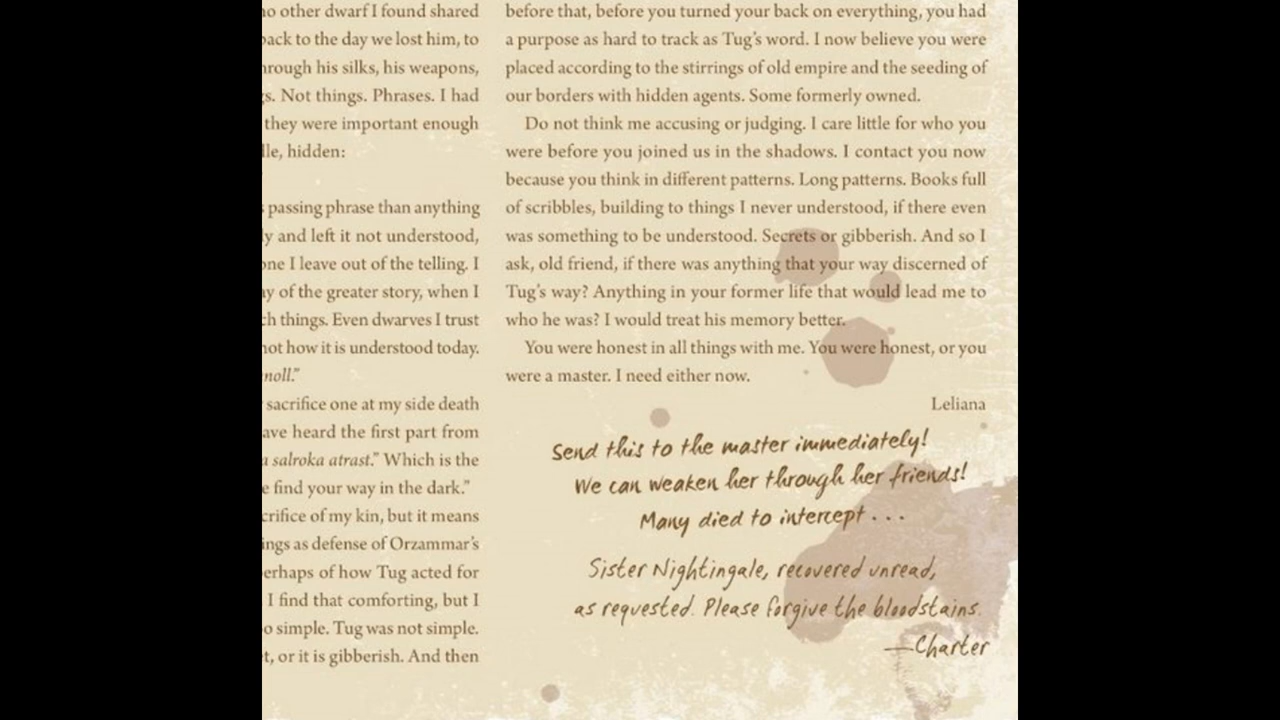 no other dwarf I found shared
back to the day we lost him, to
through his silks, his weapons,
Not things. Phrases. I had
they were important enough
hidden:
passing phrase than anything
and left it not understood,
I leave out of the telling. I
of the greater story, when I
things. Even dwarves I trust
not how it is understood today.
sacrifice one at my side death
have heard the first part from
salroka atrast.” Which is the
find your way in the dark.”
sacrifice of my kin, but it means
as defense of Orzammar’s
perhaps of how Tug acted for
I find that comforting, but I
simple. Tug was not simple.
or it is gibberish. And then
before that, before you turned your back on everything, you had
a purpose as hard to track as Tug’s word. I now believe you were
placed according to the stirrings of old empire and the seeding of
our borders with hidden agents. Some formerly owned.
Do not think me accusing or judging. I care little for who you
were before you joined us in the shadows. I contact you now
because you think in different patterns. Long patterns. Books full
of scribbles, building to things I never understood, if there even
was something to be understood. Secrets or gibberish. And so I
ask, old friend, if there was anything that your way discerned of
Tug’s way? Anything in your former life that would lead me to
who he was? I would treat his memory better.
You were honest in all things with me. You were honest, or you
were a master. I need either now.
Leliana
Send this to the master immediately!
We can weaken her through her friends!
Many died to intercept . . .
Sister Nightingale, recovered unread,
as requested. Please forgive the bloodstains.
—Charter